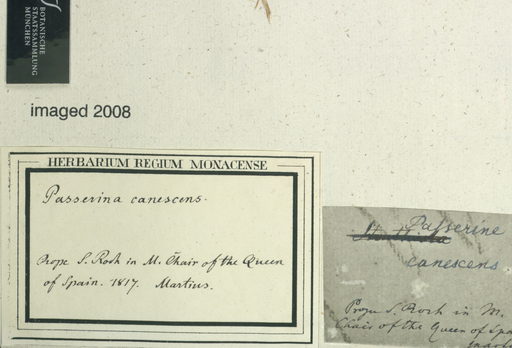 BOTANISCHE
STAATSSAMMLUNG
MÜNCHEN
imaged 2008
HERBARIUM REGIUM MONACENSE
Passerina canescens.
Prope S. Roch in M. Chair of the Queen
of Spain. 1817. Martius.
Passerine
canescens
Prope S. Roch in M.
Chair of the Queen of Spa